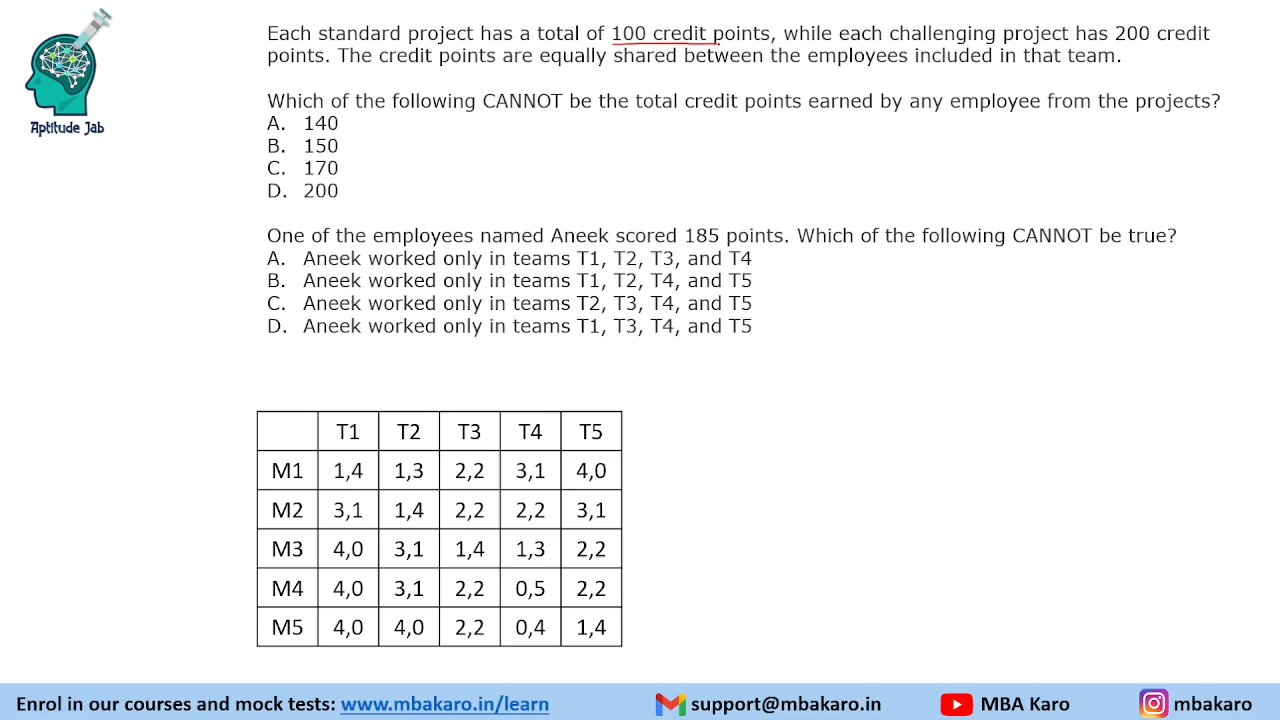 Aptitude Jab
Each standard project has a total of 100 credit points, while each challenging project has 200 credit
points. The credit points are equally shared between the employees included in that team.
Which of the following CANNOT be the total credit points earned by any employee from the projects?
A. 140
B. 150
C. 170
D. 200
One of the employees named Aneek scored 185 points. Which of the following CANNOT be true?
A. Aneek worked only in teams T1, T2, T3, and T4
B. Aneek worked only in teams T1, T2, T4, and T5
C. Aneek worked only in teams T2, T3, T4, and T5
D. Aneek worked only in teams T1, T3, T4, and T5
T1 T2 T3 T4 T5
M1 1,4 1,3 2,2 3,1 4,0
M2 3,1 1,4 2,2 2,2 3,1
M3 4,0 3,1 1,4 1,3 2,2
M4 4,0 3,1 2,2 0,5 2,2
M5 4,0 4,0 2,2 0,4 1,4
Enrol in our courses and mock tests: www.mbakaro.in/learn support@mbakaro.in MBA Karo mbakaro